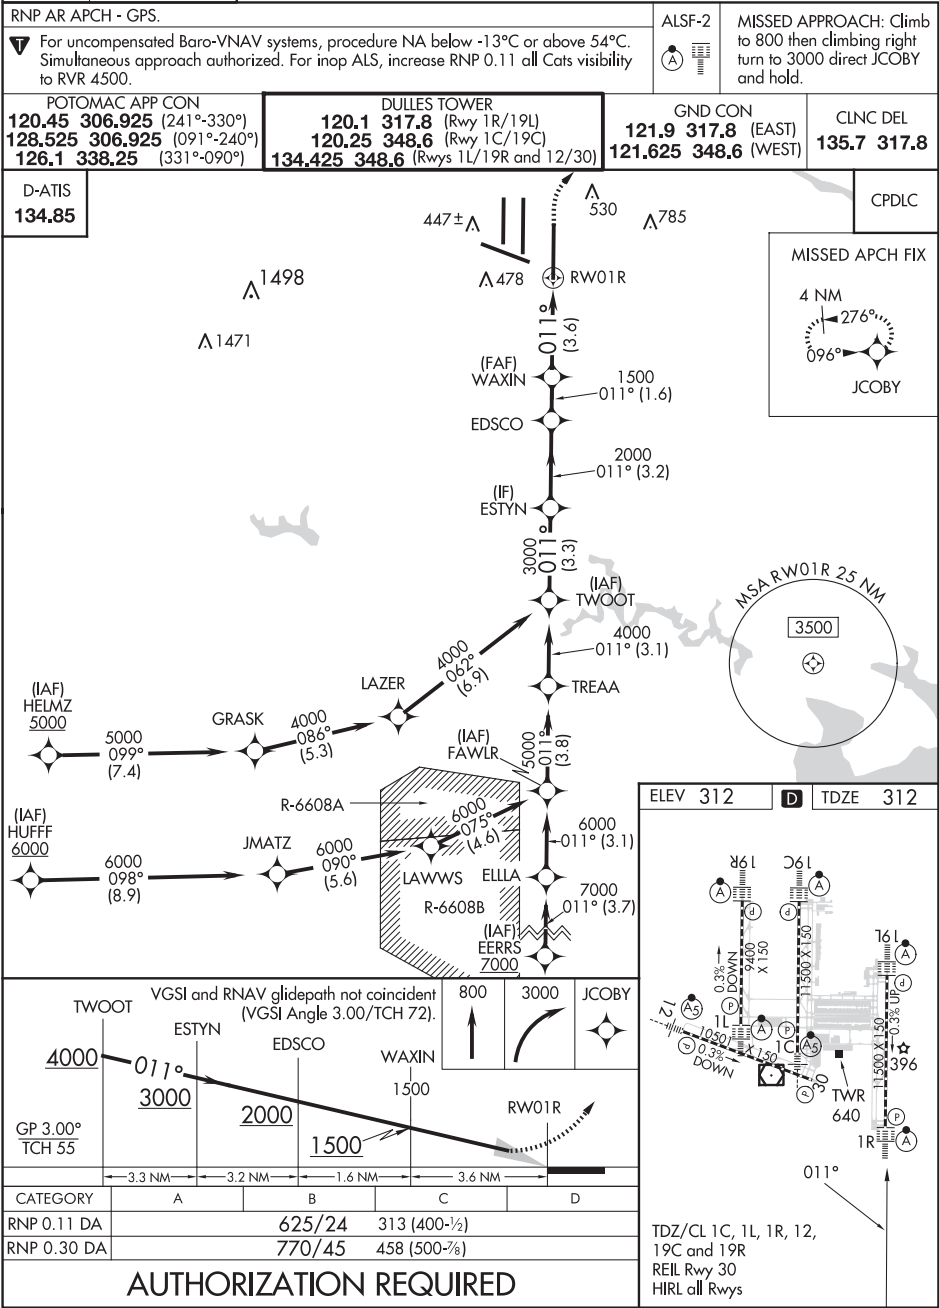 RNP AR APCH - GPS.
For uncompensated Baro-VNAV systems, procedure NA below -13°C or above 54°C.
Simultaneous approach authorized. For inop ALS, increase RNP 0.11 all Cats visibility
to RVR 4500.
ALSF-2
A
MISSED APPROACH: Climb
to 800 then climbing right
turn to 3000 direct JCOBY
and hold.
POTOMAC APP CON
120.45 306.925 (241°-330°)
128.525 306.925 (091°-240°)
126.1 338.25 (331°-090°)
DULLES TOWER
120.1 317.8 (Rwy 1R/19L)
120.25 348.6 (Rwy 1C/19C)
134.425 348.6 (Rwys 1L/19R and 12/30)
GND CON
121.9 317.8 (EAST)
121.625 348.6 (WEST)
CLNC DEL
135.7 317.8
D-ATIS
134.85
CPDLC
447±
530
785
478
RW01R
1498
1471
MISSED APCH FIX
4 NM
276°
096°
JCOBY
011°
(3.6)
(FAF)
WAXIN
1500
011° (1.6)
EDSCO
2000
011° (3.2)
(IF)
ESTYN
3000
011°
(3.3)
(IAF)
TWOOT
4000
011° (3.1)
TREAA
MSA RW01R 25 NM
3500
4000
062°
(6.9)
LAZER
(IAF)
HELMZ
5000
GRASK
4000
086°
(5.3)
5000
099°
(7.4)
(IAF)
FAWLR
5000
011°
(3.8)
R-6608A
6000
075°
(4.6)
(IAF)
HUFFF
6000
JMATZ
6000
090°
(5.6)
6000
098°
(8.9)
LAWWS
ELLLA
6000
011° (3.1)
R-6608B
7000
011° (3.7)
(IAF)
EERRS
7000
ELEV 312
D
TDZE 312
19R
19C
19L
A
A
A
P
P
P
9400
X 150
0.3%
DOWN
11500 X 150
11500 X 150
0.3% UP
P
12
A5
1L
A
P
1C
A5
P
10501 X 150
0.3%
DOWN
30
P
TWR
640
396
P
1R
A
011°
TDZ/CL 1C, 1L, 1R, 12,
19C and 19R
REIL Rwy 30
HIRL all Rwys
VGSI and RNAV glidepath not coincident
(VGSI Angle 3.00/TCH 72).
800
3000
JCOBY
TWOOT
ESTYN
EDSCO
WAXIN
1500
RW01R
4000
011°
3000
2000
1500
GP 3.00°
TCH 55
3.3 NM
3.2 NM
1.6 NM
3.6 NM
CATEGORY A B C D
RNP 0.11 DA 625/24 313 (400-½)
RNP 0.30 DA 770/45 458 (500-⅞)
AUTHORIZATION REQUIRED